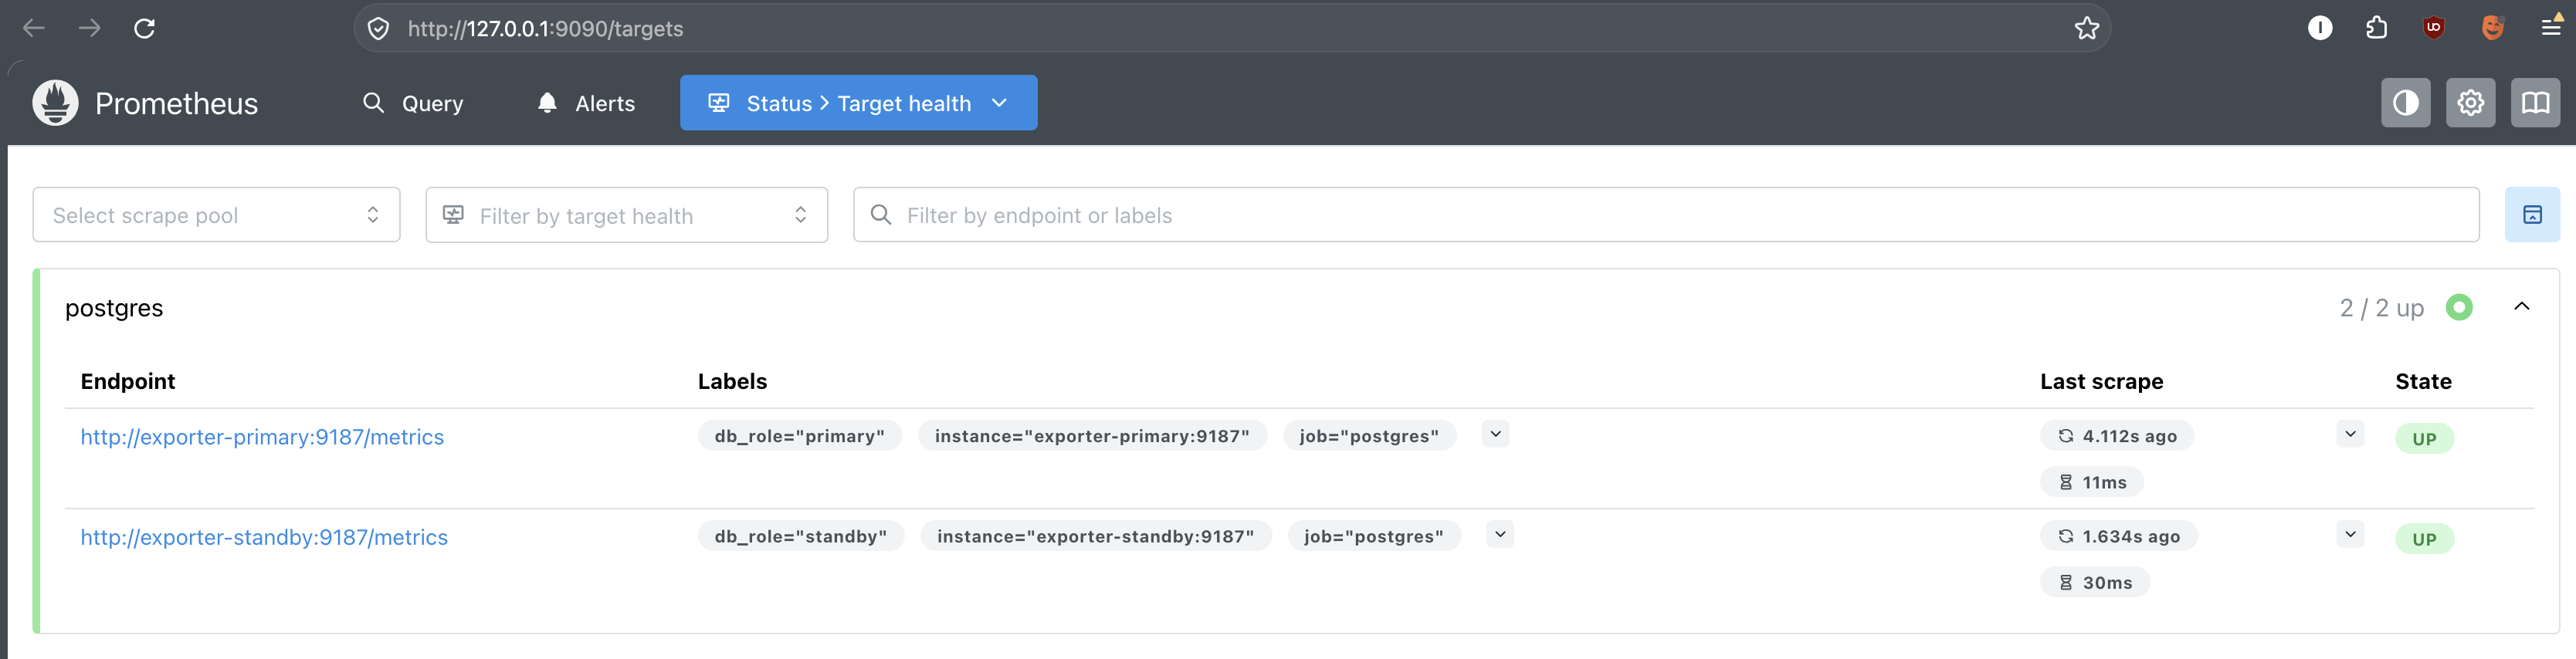 http://127.0.0.1:9090/targets
Prometheus Query Alerts Status > Target health
Select scrape pool Filter by target health Filter by endpoint or labels
postgres 2 / 2 up
Endpoint Labels Last scrape State
http://exporter-primary:9187/metrics db_role="primary" instance="exporter-primary:9187" job="postgres" 4.112s ago UP
11ms
http://exporter-standby:9187/metrics db_role="standby" instance="exporter-standby:9187" job="postgres" 1.634s ago UP
30ms